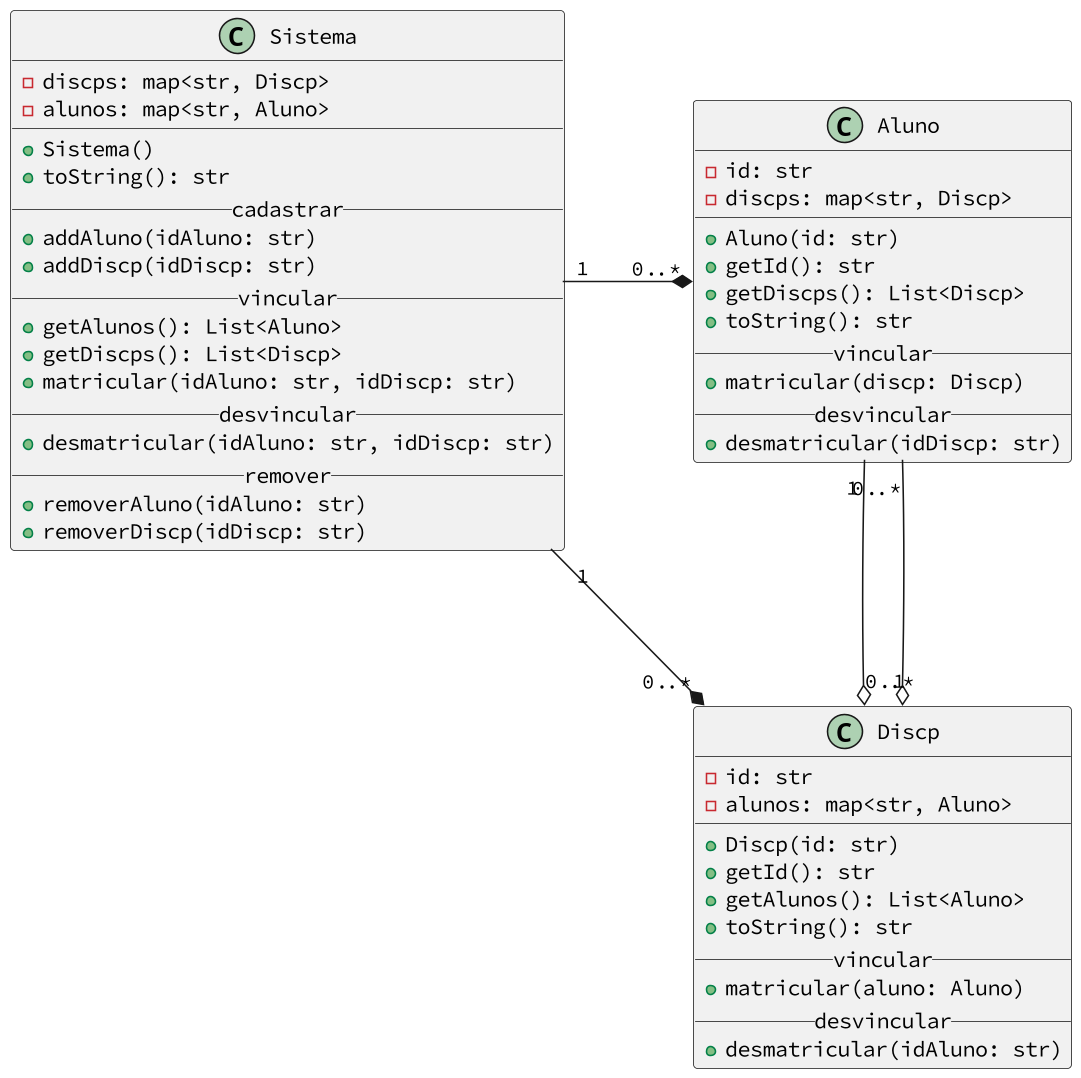 C Sistema
discps: map<str, Discp>
alunos: map<str, Aluno>
Sistema()
toString(): str
cadastrar
addAluno(idAluno: str)
addDiscp(idDiscp: str)
vincular
getAlunos(): List<Aluno>
getDiscps(): List<Discp>
matricular(idAluno: str, idDiscp: str)
desvincular
desmatricular(idAluno: str, idDiscp: str)
remover
removerAluno(idAluno: str)
removerDiscp(idDiscp: str)
1 0..*
C Aluno
id: str
discps: map<str, Discp>
Aluno(id: str)
getId(): str
getDiscps(): List<Discp>
toString(): str
vincular
matricular(discp: Discp)
desvincular
desmatricular(idDiscp: str)
1
0..*
1
0..*
0..*
1
C Discp
id: str
alunos: map<str, Aluno>
Discp(id: str)
getId(): str
getAlunos(): List<Aluno>
toString(): str
vincular
matricular(aluno: Aluno)
desvincular
desmatricular(idAluno: str)